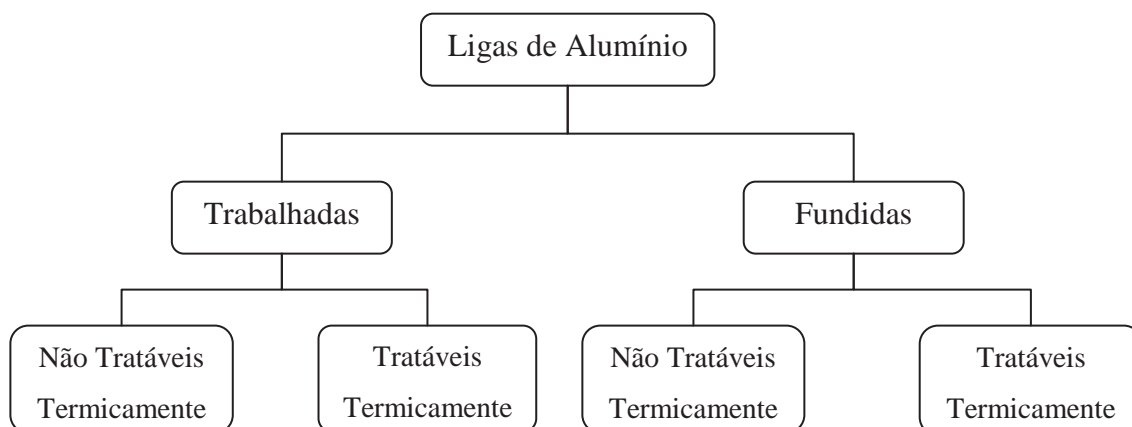 Ligas de Alumínio
Trabalhadas
Fundidas
Não Tratáveis
Termicamente
Tratáveis
Termicamente
Não Tratáveis
Termicamente
Tratáveis
Termicamente